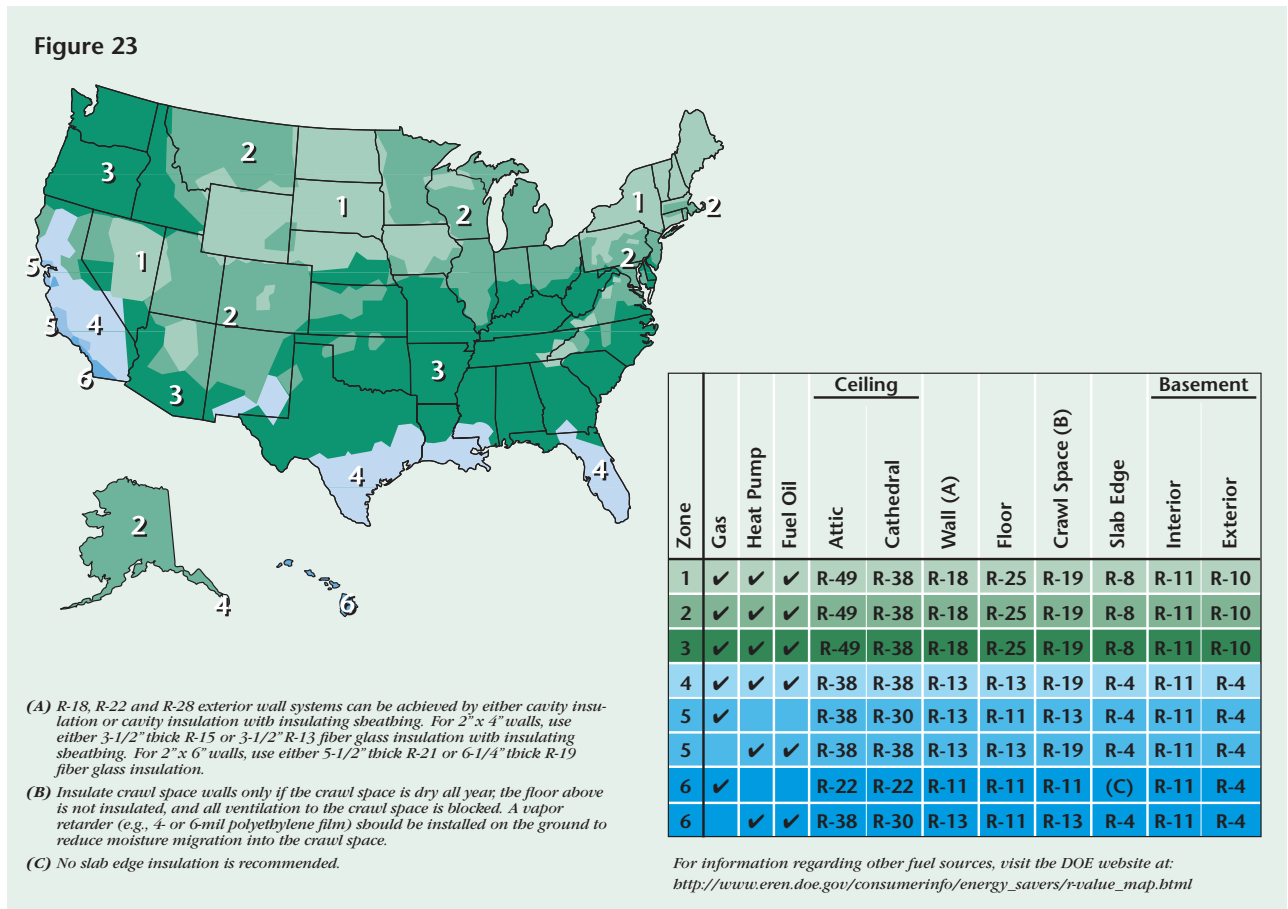 Figure 23
2
3
1
2
1
2
1
2
5
4
5
2
6
3
3
4
4
2
4
6
Ceiling
Basement
Zone
Gas
Heat Pump
Fuel Oil
Attic
Cathedral
Wall (A)
Floor
Crawl Space (B)
Slab Edge
Interior
Exterior
1 ✔ ✔ ✔ R-49 R-38 R-18 R-25 R-19 R-8 R-11 R-10
2 ✔ ✔ ✔ R-49 R-38 R-18 R-25 R-19 R-8 R-11 R-10
3 ✔ ✔ ✔ R-49 R-38 R-18 R-25 R-19 R-8 R-11 R-10
4 ✔ ✔ ✔ R-38 R-38 R-13 R-13 R-19 R-4 R-11 R-4
5 ✔ R-38 R-30 R-13 R-11 R-13 R-4 R-11 R-4
5 ✔ ✔ R-38 R-38 R-13 R-13 R-19 R-4 R-11 R-4
6 ✔ R-22 R-22 R-11 R-11 R-11 (C) R-11 R-4
6 ✔ ✔ R-38 R-30 R-13 R-11 R-13 R-4 R-11 R-4
(A) R-18, R-22 and R-28 exterior wall systems can be achieved by either cavity insu-
lation or cavity insulation with insulating sheathing. For 2" x 4" walls, use
either 3-1/2" thick R-15 or 3-1/2" R-13 fiber glass insulation with insulating
sheathing. For 2" x 6" walls, use either 5-1/2" thick R-21 or 6-1/4" thick R-19
fiber glass insulation.
(B) Insulate crawl space walls only if the crawl space is dry all year, the floor above
is not insulated, and all ventilation to the crawl space is blocked. A vapor
retarder (e.g., 4- or 6-mil polyethylene film) should be installed on the ground to
reduce moisture migration into the crawl space.
(C) No slab edge insulation is recommended.
For information regarding other fuel sources, visit the DOE website at:
http://www.eren.doe.gov/consumerinfo/energy_savers/r-value_map.html